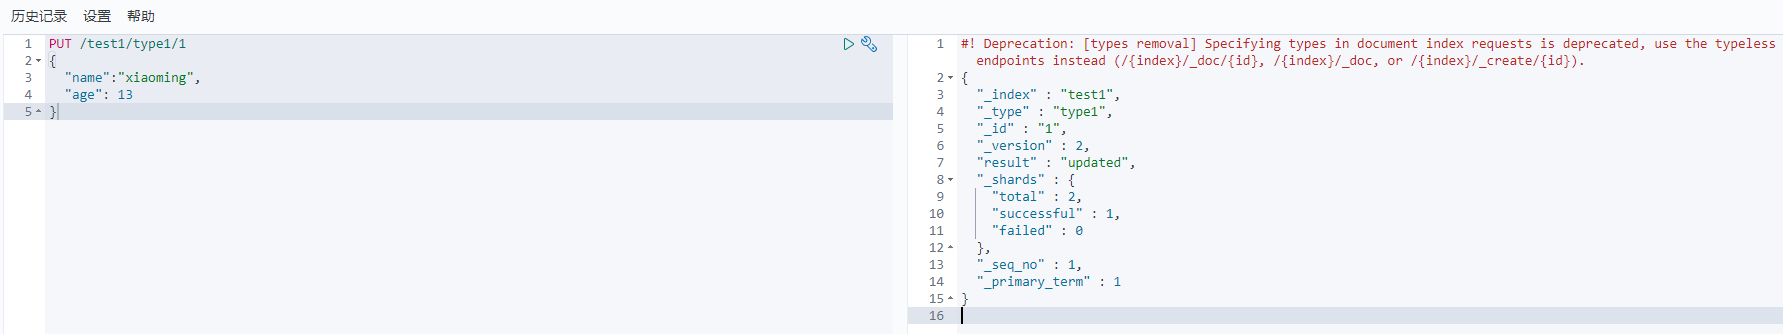 历史记录 设置 帮助
1 PUT /test1/type1/1
2 {
3 "name":"xiaoming",
4 "age": 13
5 }
1 #! Deprecation: [types removal] Specifying types in document index requests is deprecated, use the typeless
endpoints instead (/{index}/_doc/{id}, /{index}/_doc, or /{index}/_create/{id}).
2 {
3 "_index" : "test1",
4 "_type" : "type1",
5 "_id" : "1",
6 "_version" : 2,
7 "result" : "updated",
8 "_shards" : {
9 "total" : 2,
10 "successful" : 1,
11 "failed" : 0
12 },
13 "_seq_no" : 1,
14 "_primary_term" : 1
15 }
16